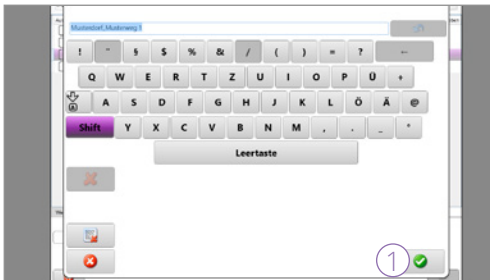 Musterdorf, Musterweg 1
! " § $ % & / ( ) = ? ←
Q W E R T Z U I O P Ü +
A S D F G H J K L Ö Ä @
Shift Y X C V B N M , . _ *
Leertaste
1